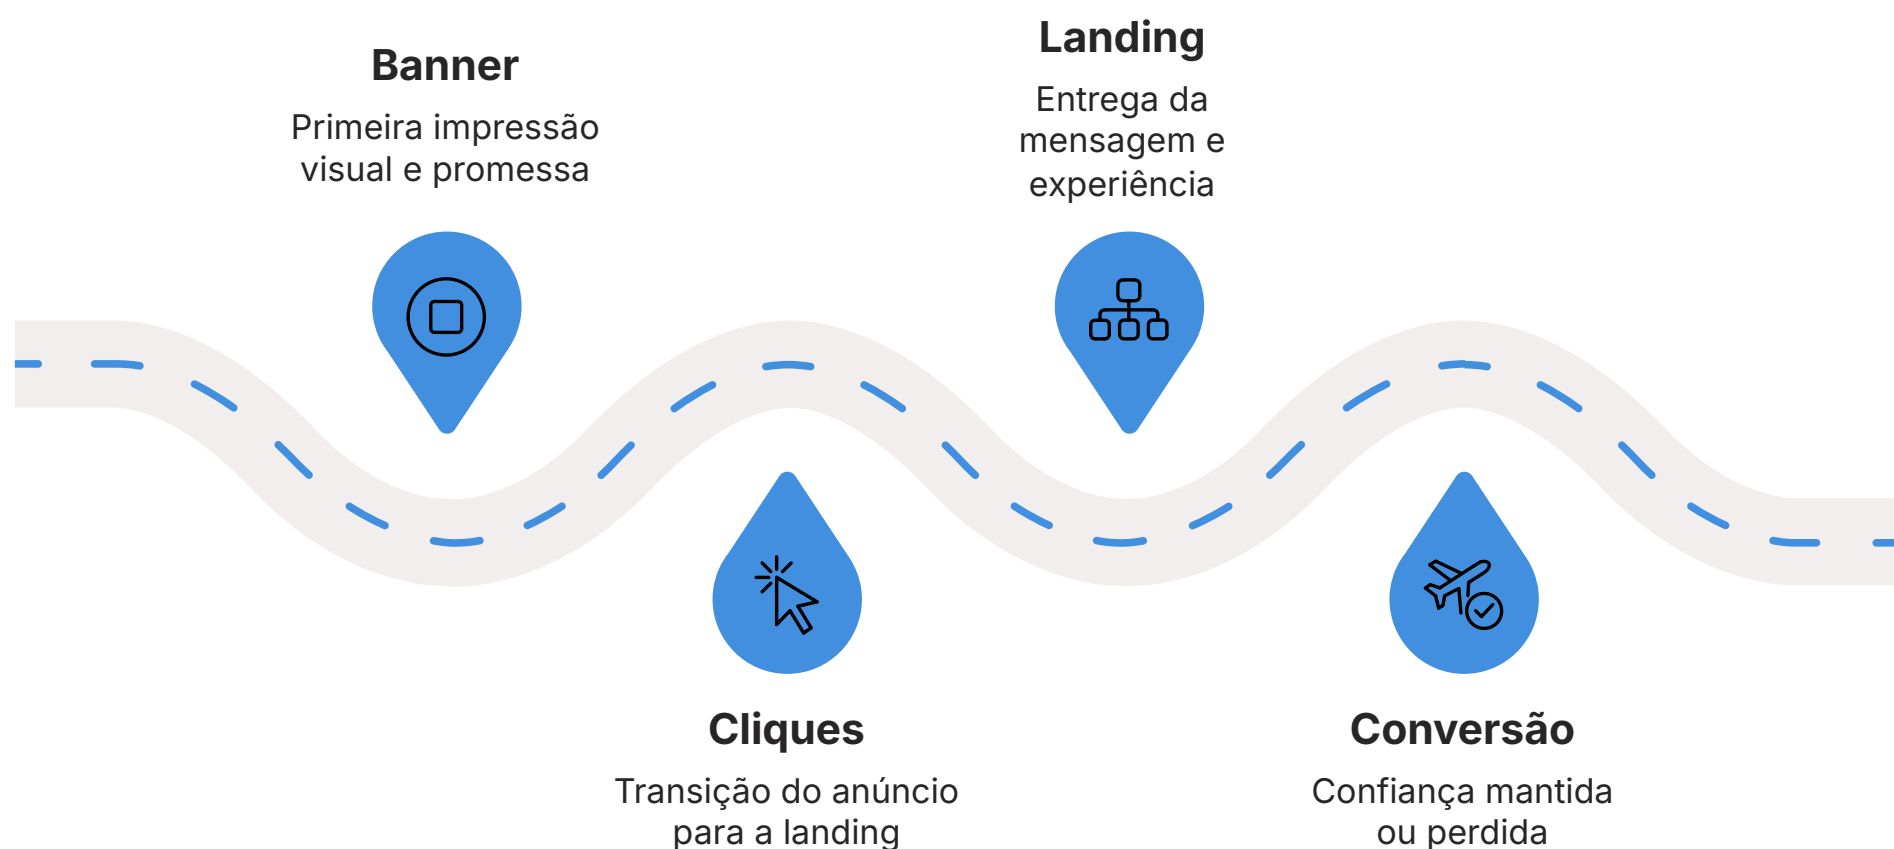 Banner
Primeira impressão
visual e promessa
Cliques
Transição do anúncio
para a landing
Landing
Entrega da
mensagem e
experiência
Conversão
Confiança mantida
ou perdida